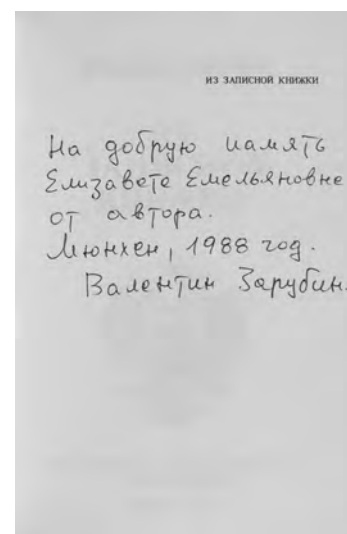 ИЗ ЗАПИСНОЙ КНИЖКИ
На добрую память
Елизавете Емельяновне
от автора.
Мюнхен, 1988 год.
Валентин Зарубин.